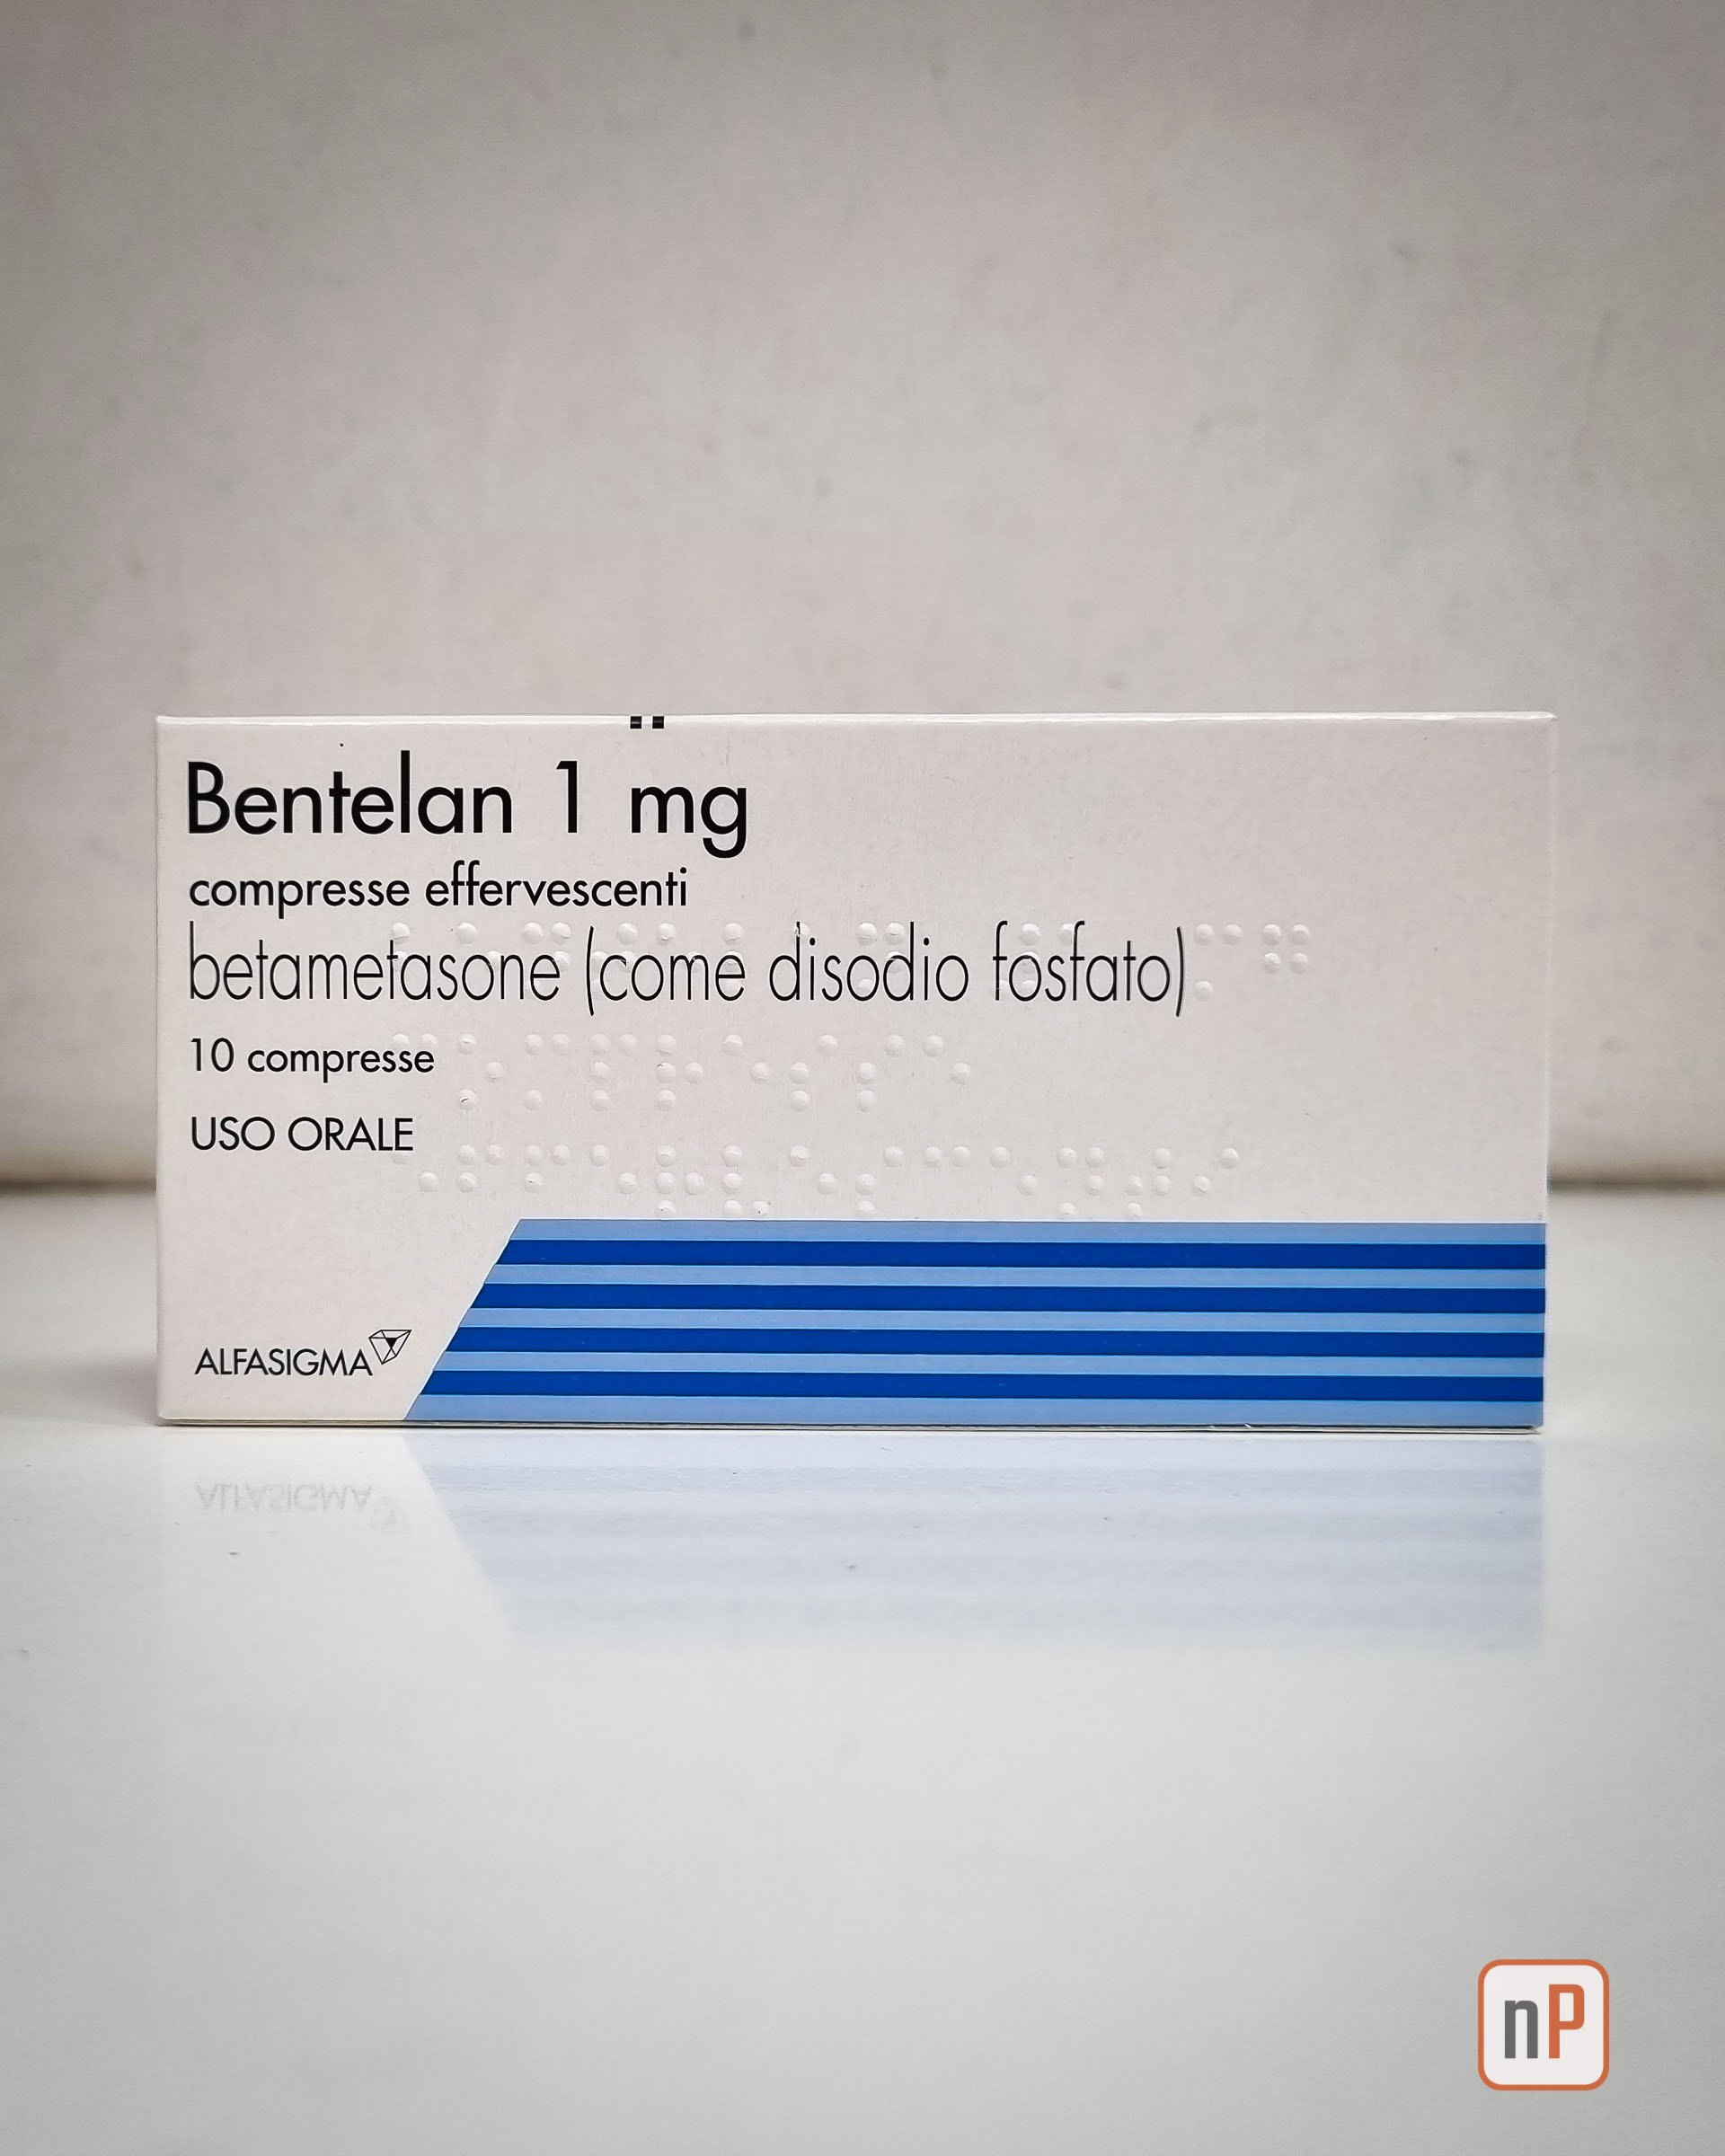 Bentelan 1 mg
compresse effervescenti
betametasone (come disodio fosfato)
10 compresse
USO ORALE
ALFASIGMA
nP